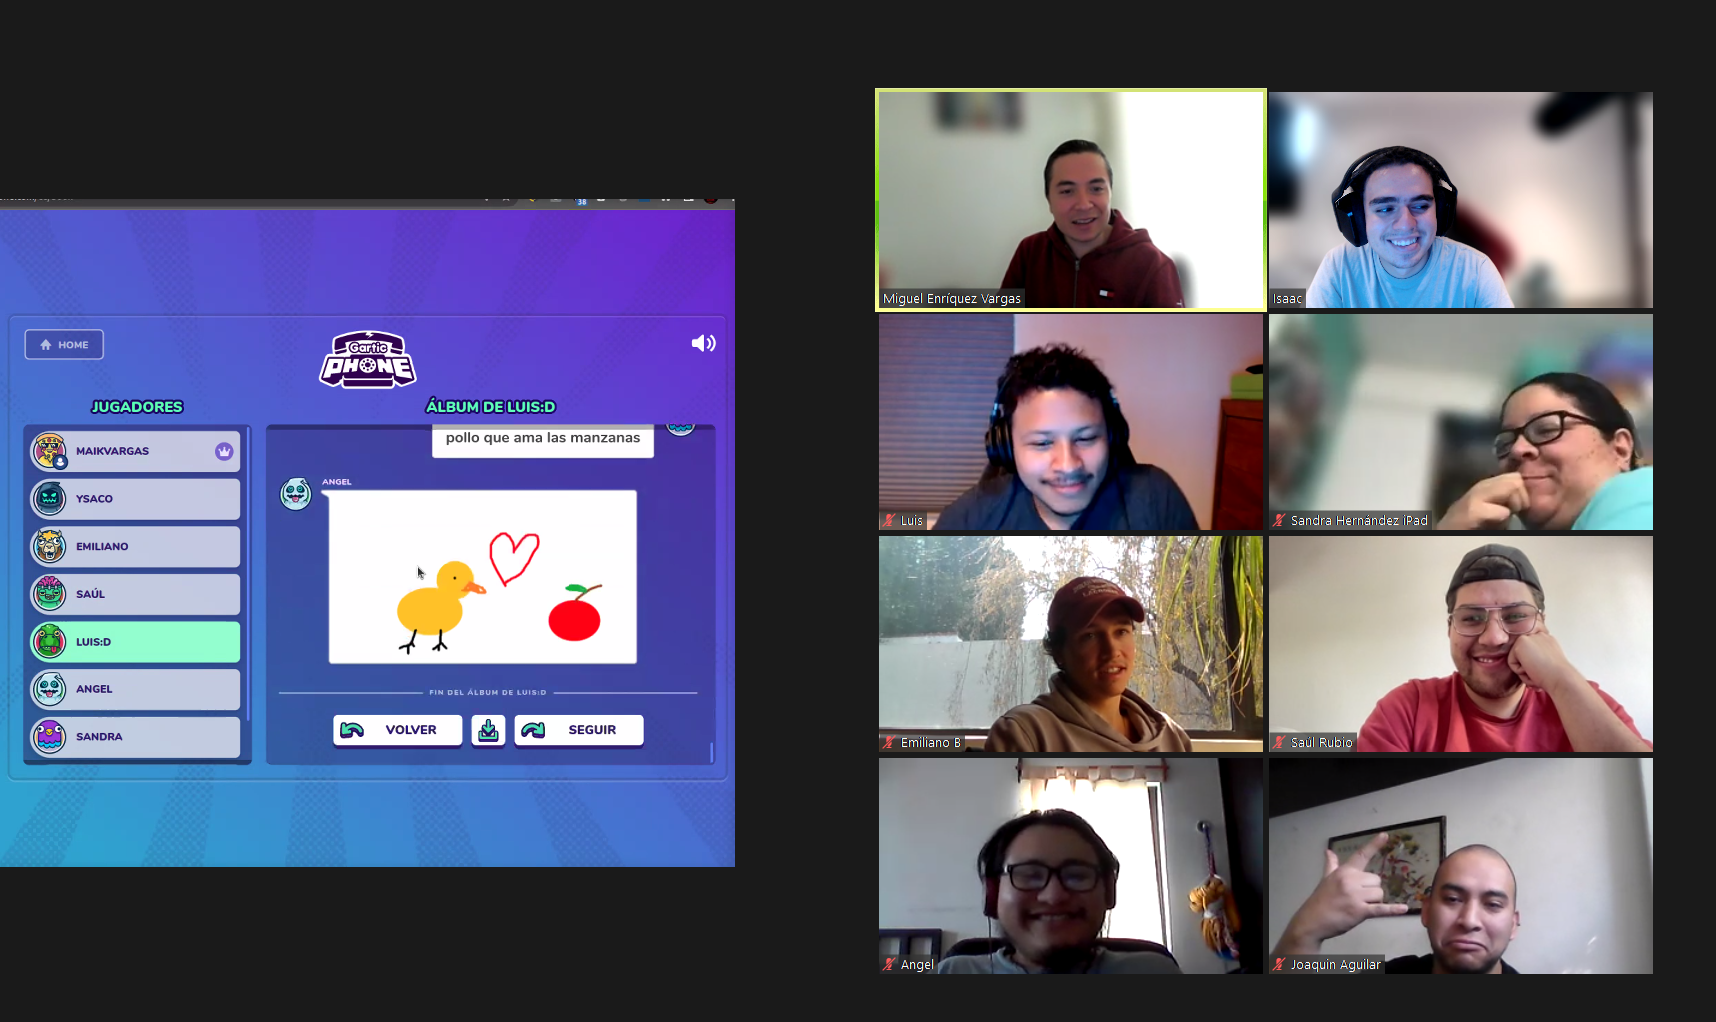 38
HOME
Gartic
PHONE
JUGADORES
MAIKVARGAS
YSACO
EMILIANO
SAÚL
LUIS:D
ANGEL
SANDRA
ÁLBUM DE LUIS:D
pollo que ama las manzanas
ANGEL
FIN DEL ÁLBUM DE LUIS:D
VOLVER
SEGUIR
Miguel Enríquez Vargas
Isaac
Luis
Sandra Hernández iPad
Emiliano B
Saúl Rubio
Angel
Joaquin Aguilar